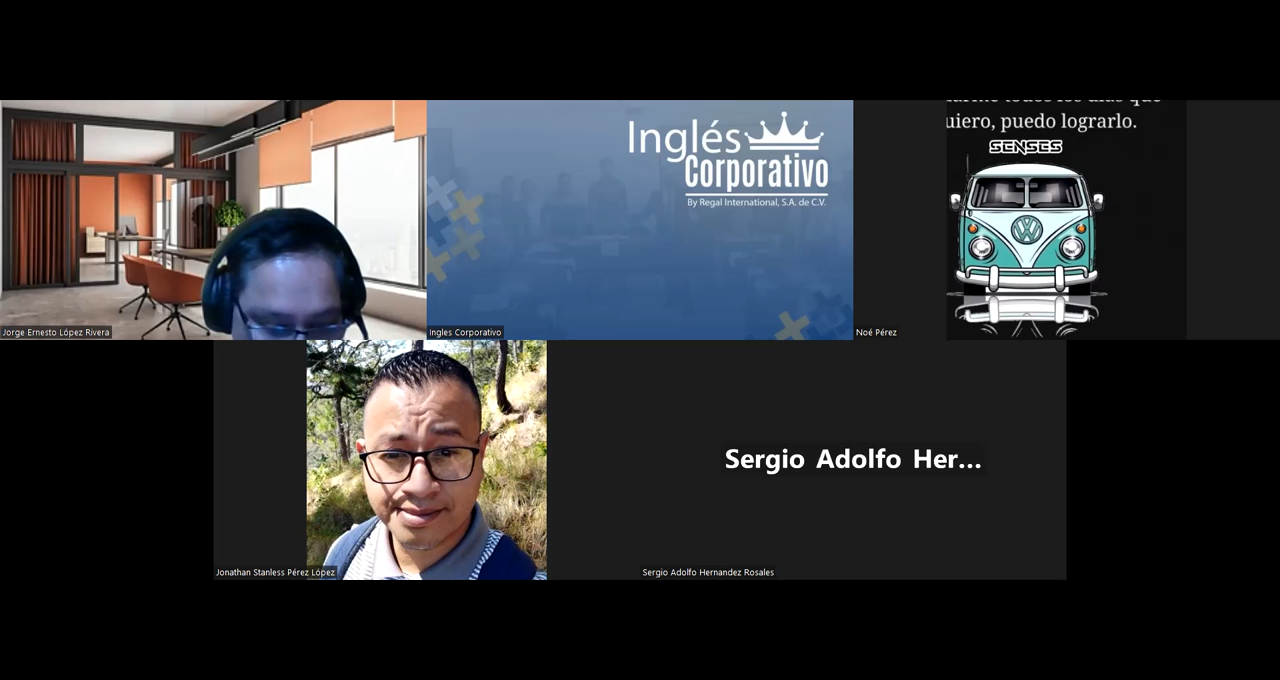 Inglés
Corporativo
By Regal International, S.A. de C.V.
uiero, puedo lograrlo.
SENSES
Jorge Ernesto López Rivera
Ingles Corporativo
Noé Pérez
Sergio Adolfo Her...
Jonathan Stanless Pérez López
Sergio Adolfo Hernandez Rosales